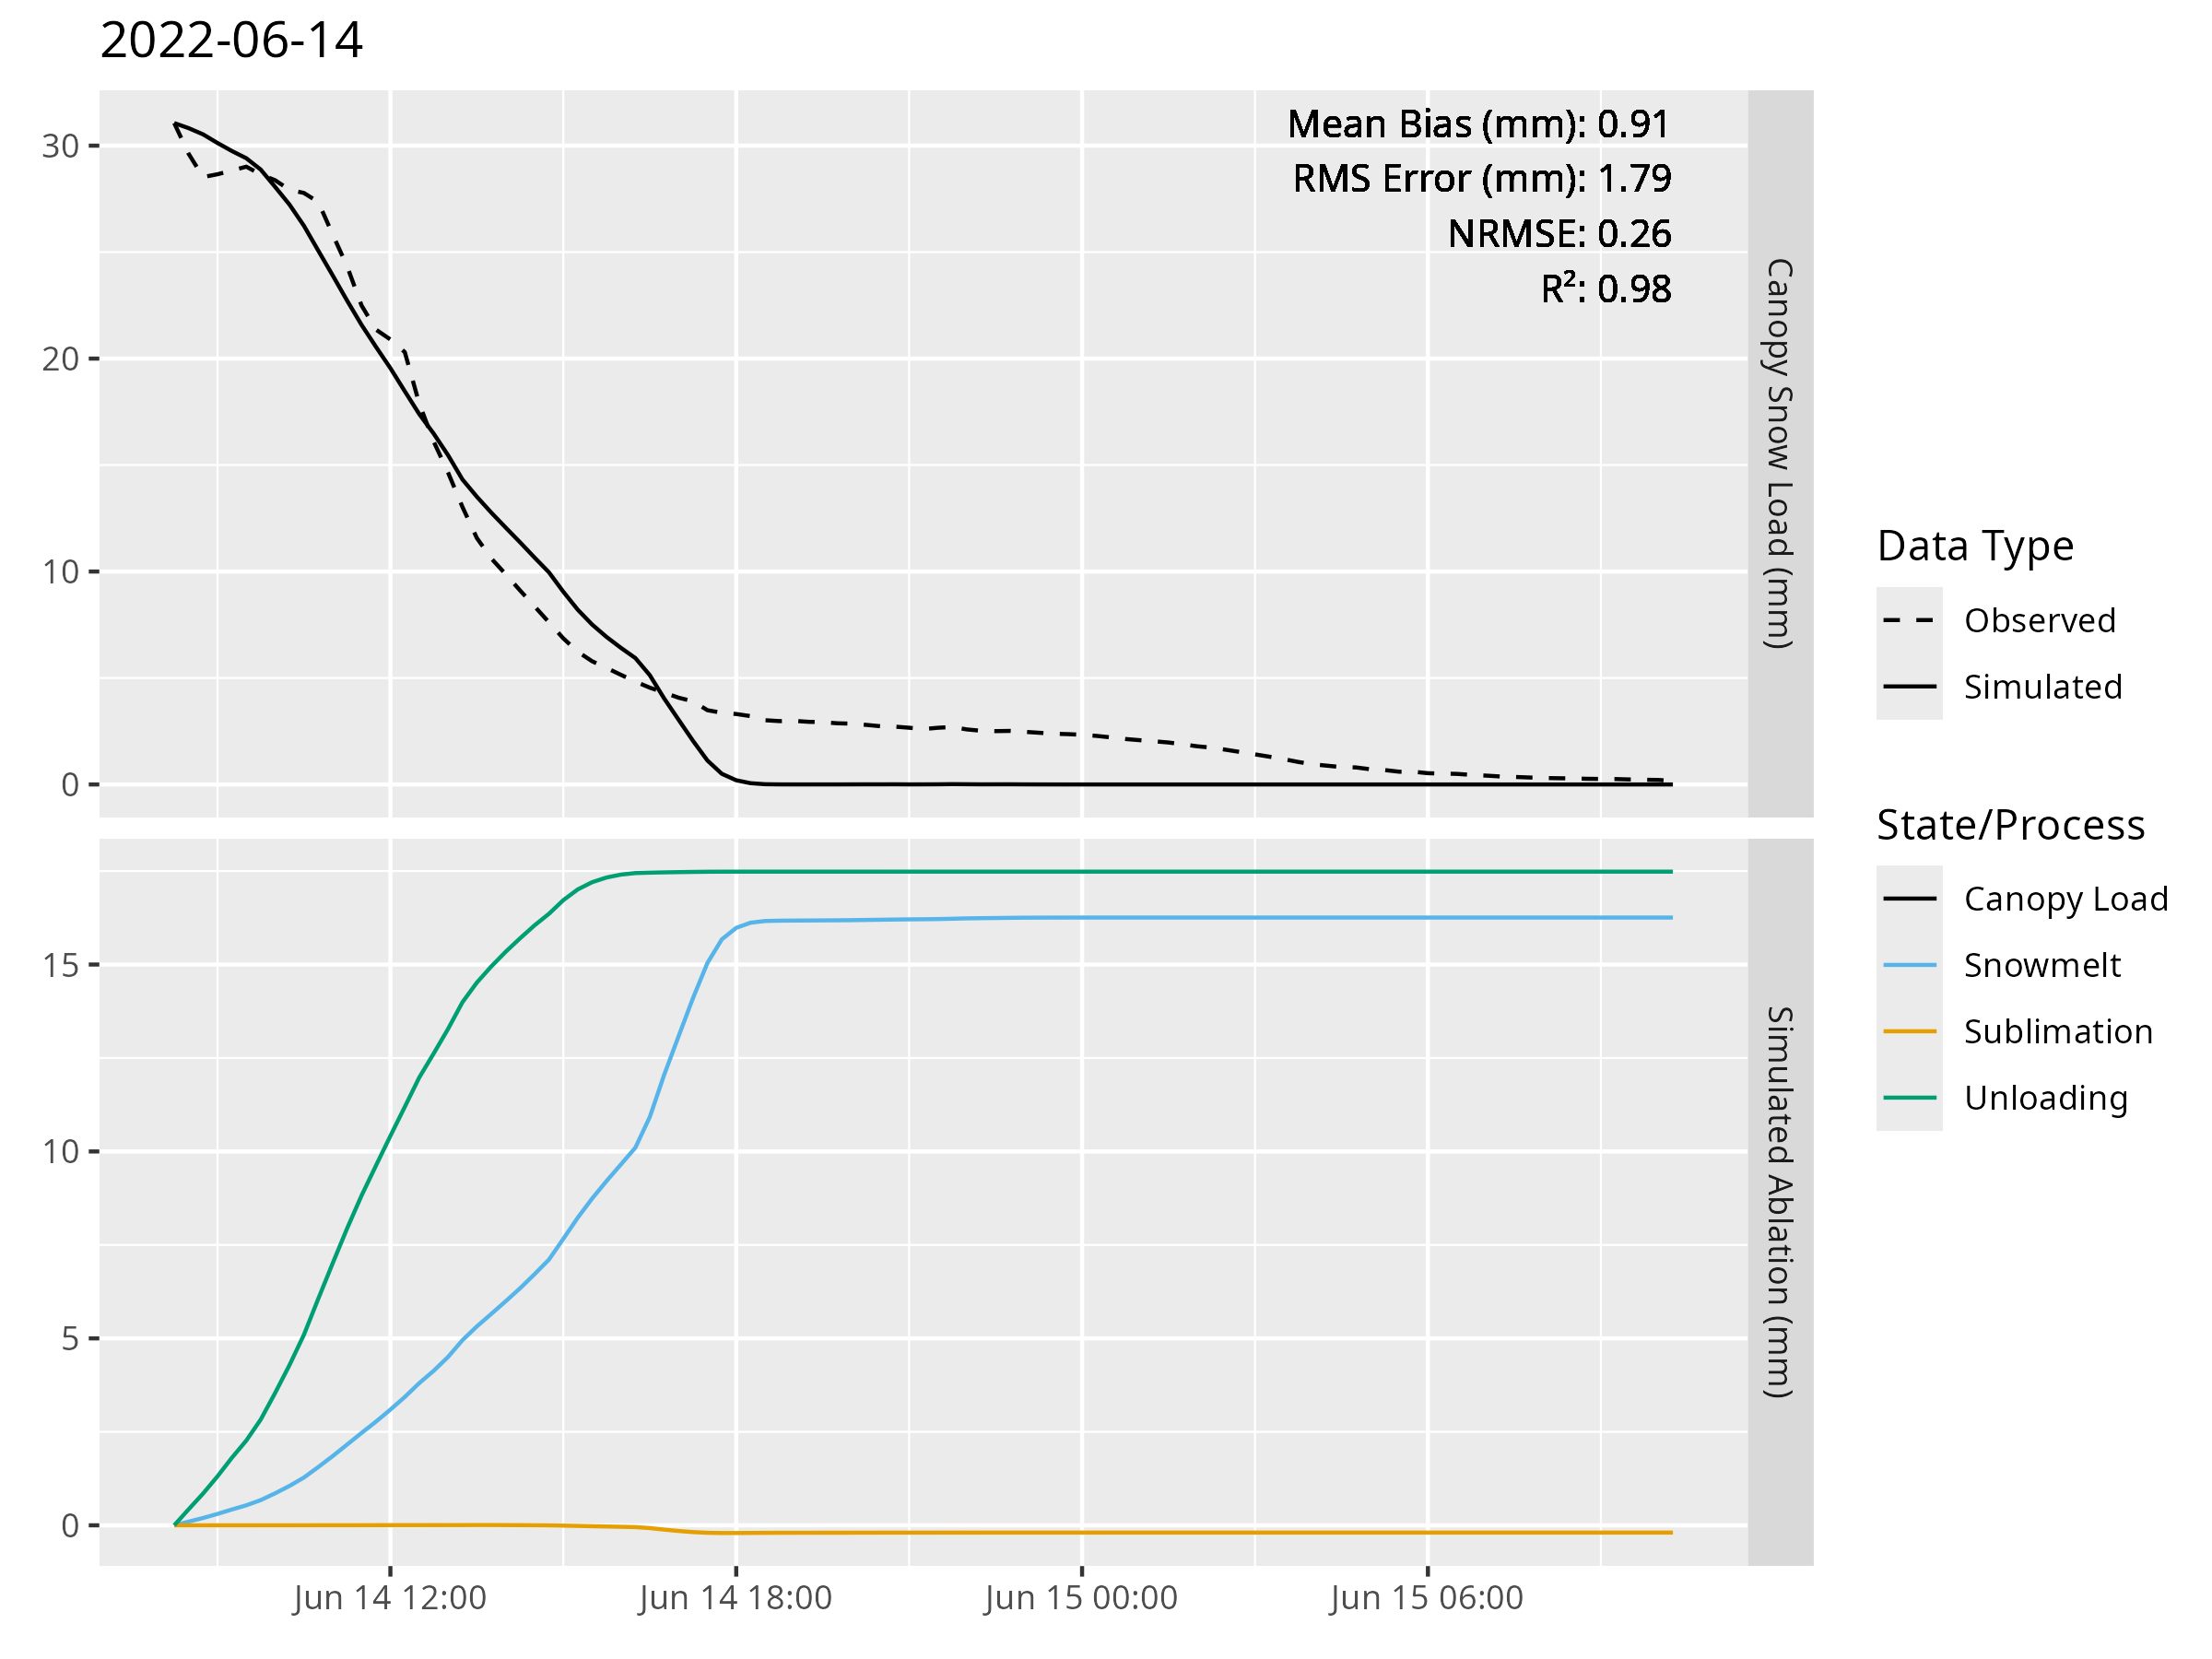 2022-06-14
Mean Bias (mm): 0.91
RMS Error (mm): 1.79
NRMSE: 0.26
R²: 0.98
30
20
10
0
Canopy Snow Load (mm)
15
10
5
0
Simulated Ablation (mm)
Jun 14 12:00
Jun 14 18:00
Jun 15 00:00
Jun 15 06:00
Data Type
Observed
Simulated
State/Process
Canopy Load
Snowmelt
Sublimation
Unloading